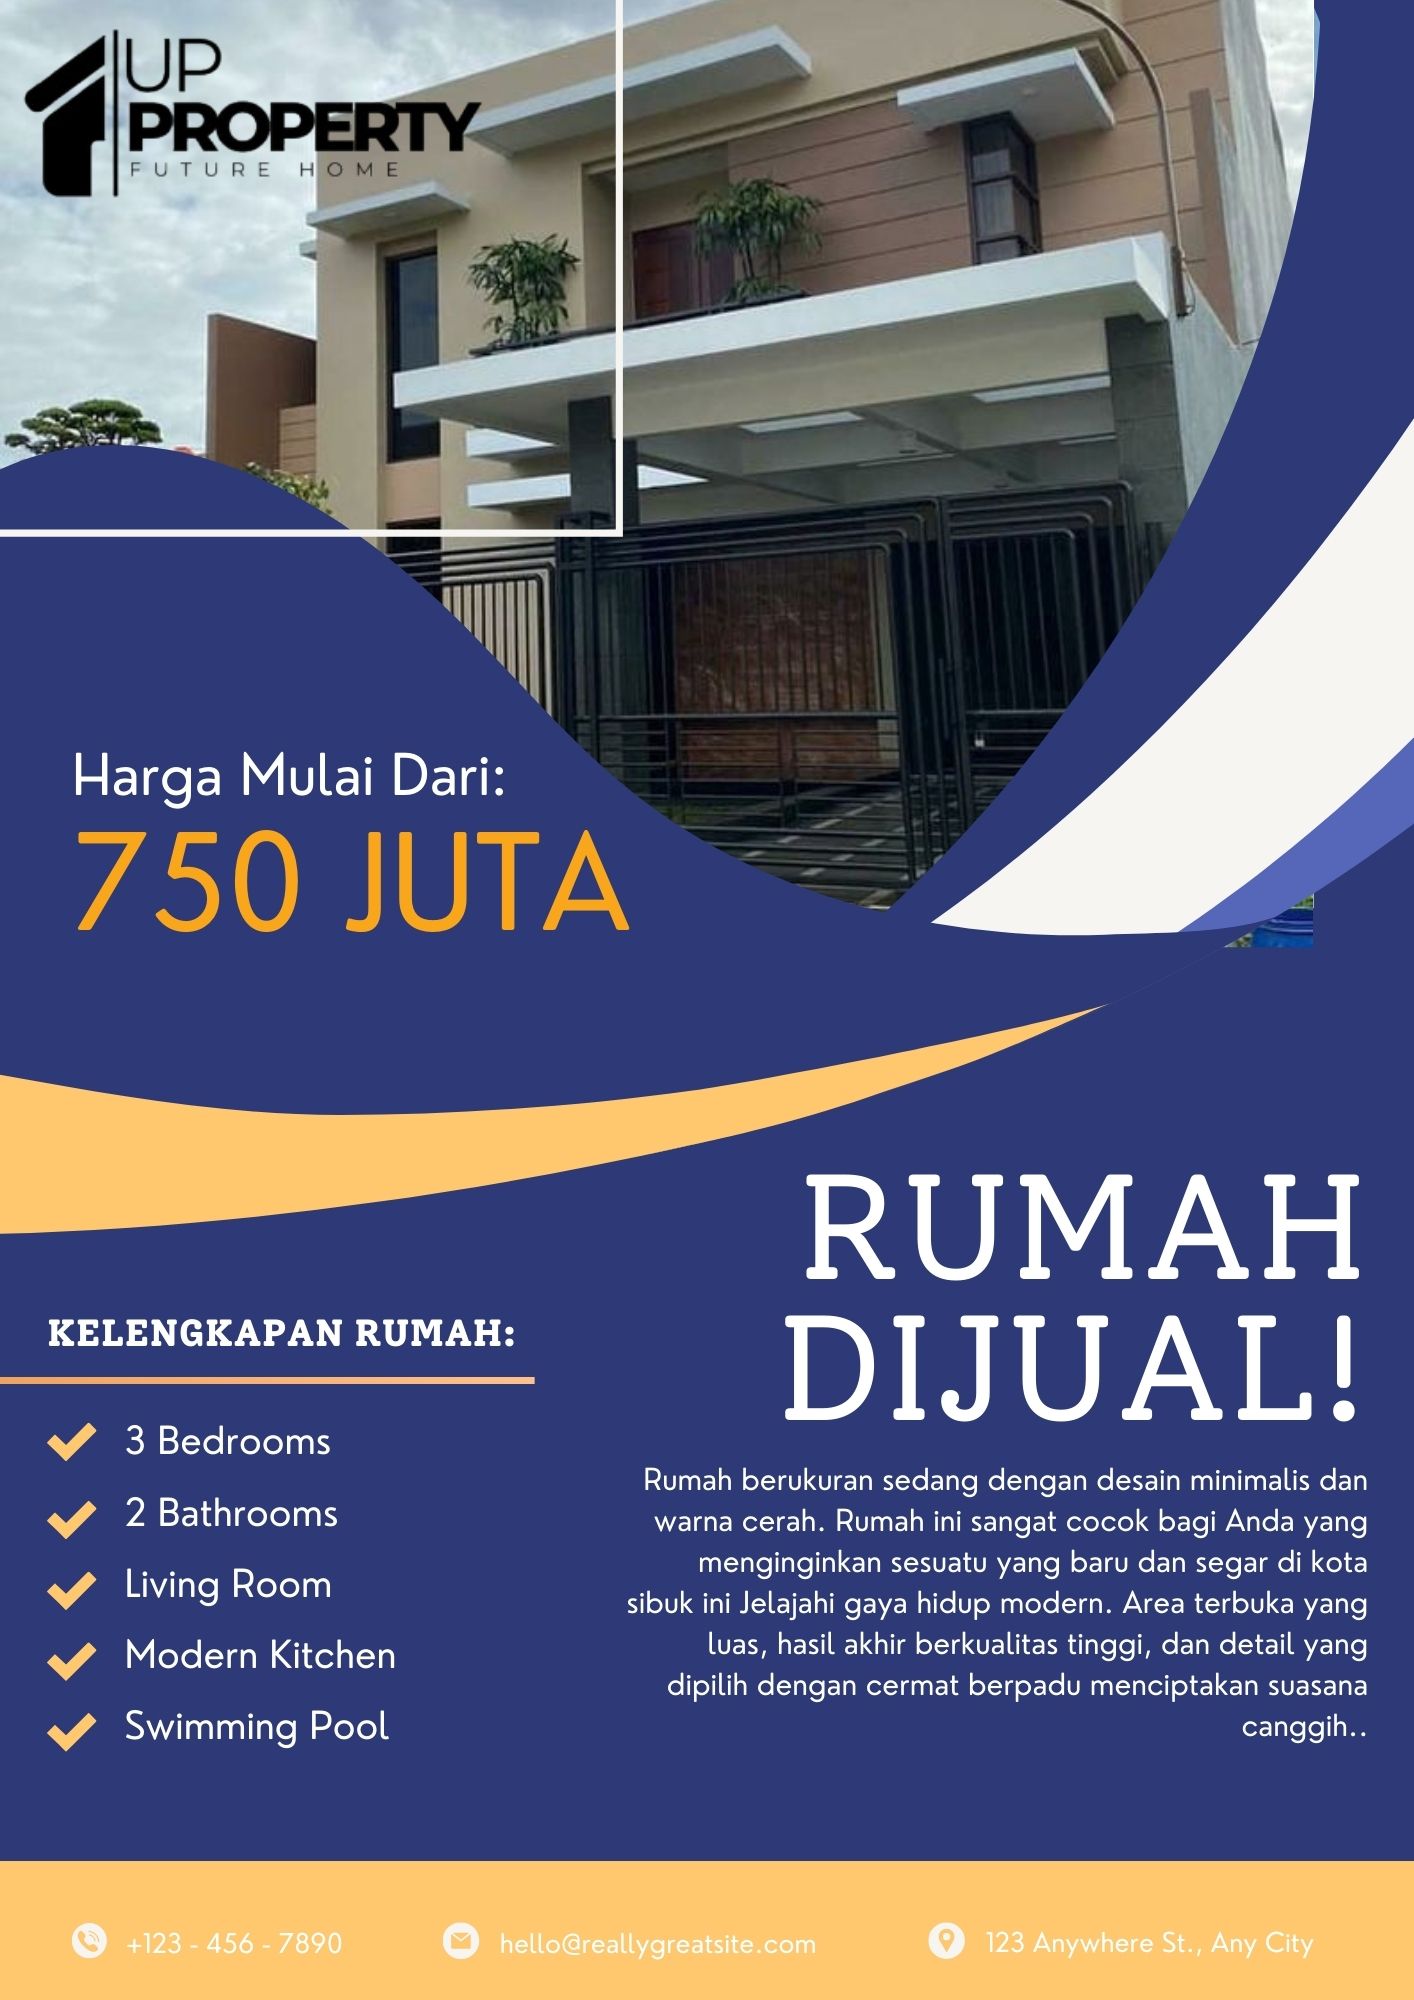 UP
PROPERTY
FUTURE HOME
Harga Mulai Dari:
750 JUTA
RUMAH
DIJUAL!
KELENGKAPAN RUMAH:
3 Bedrooms
2 Bathrooms
Living Room
Modern Kitchen
Swimming Pool
Rumah berukuran sedang dengan desain minimalis dan
warna cerah. Rumah ini sangat cocok bagi Anda yang
menginginkan sesuatu yang baru dan segar di kota
sibuk ini Jelajahi gaya hidup modern. Area terbuka yang
luas, hasil akhir berkualitas tinggi, dan detail yang
dipilih dengan cermat berpadu menciptakan suasana
canggih..
+123 - 456 - 7890
hello@reallygreatsite.com
123 Anywhere St., Any City